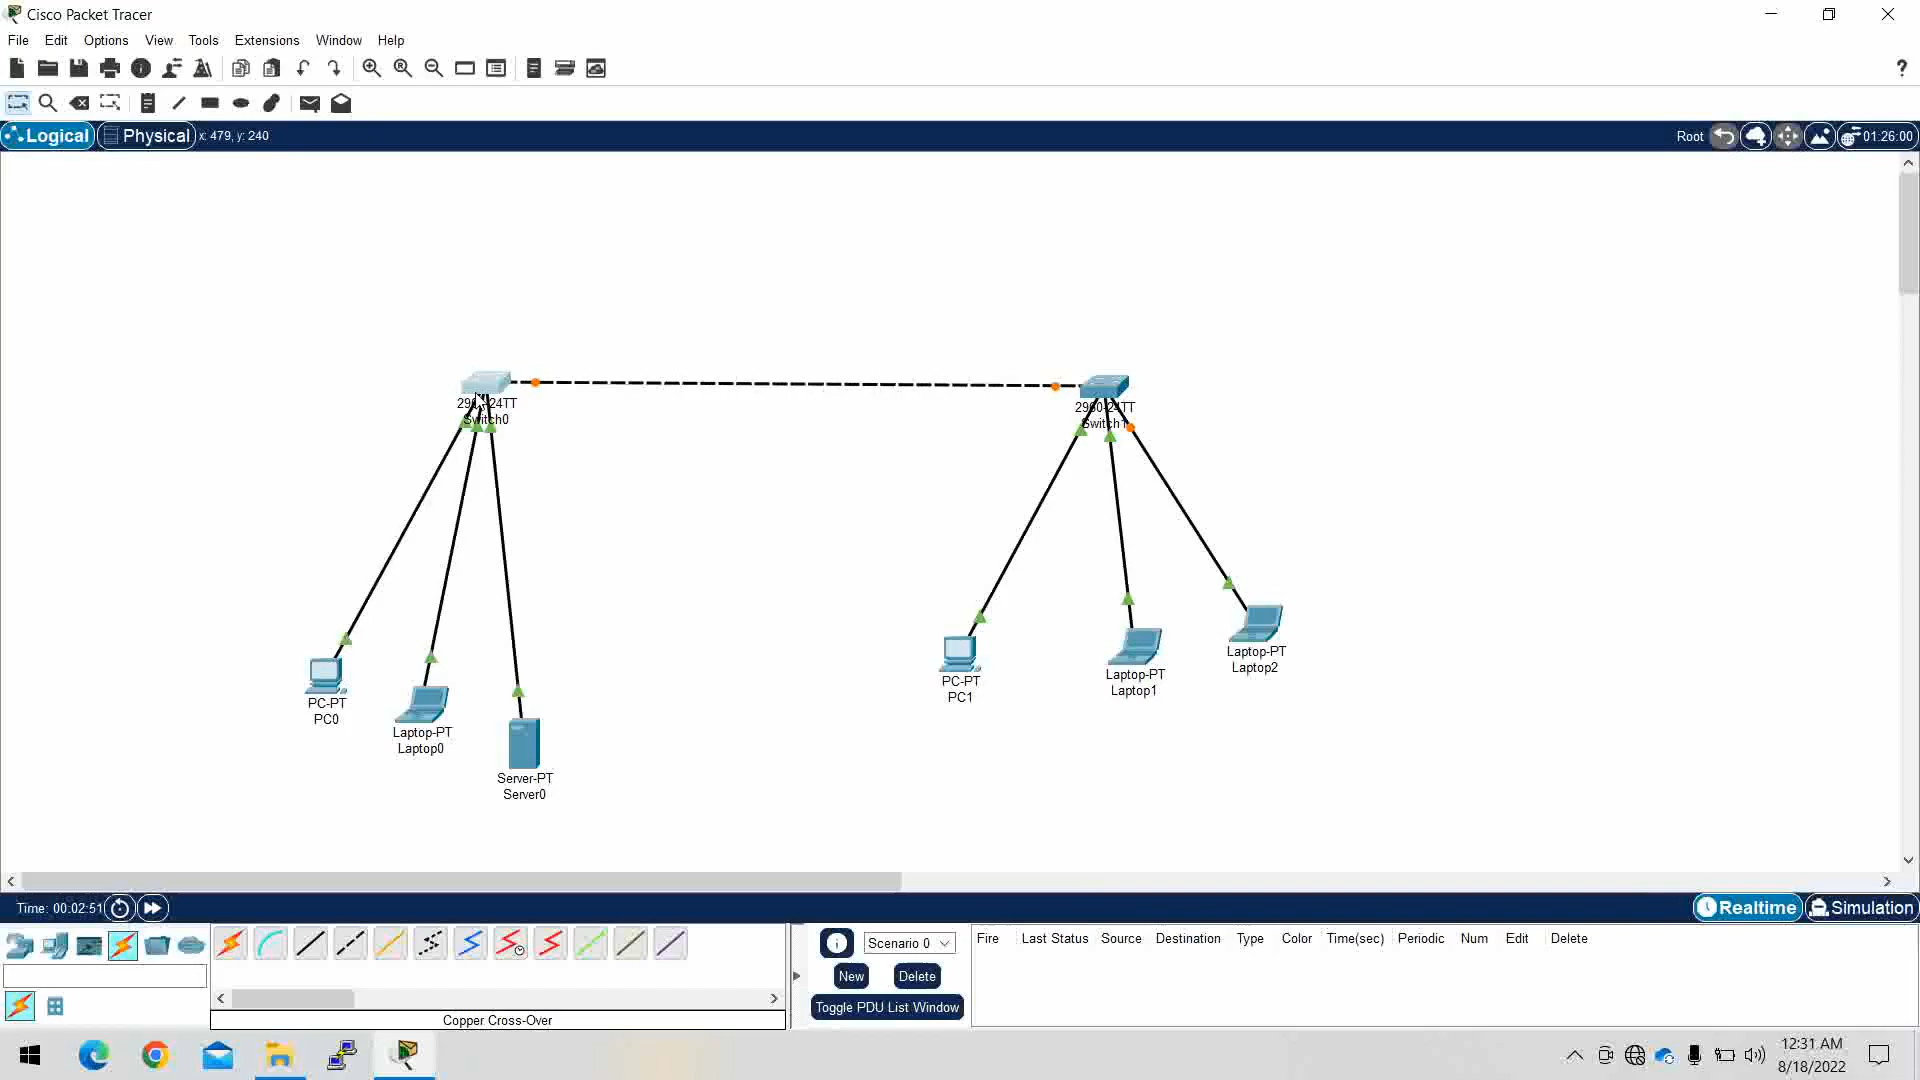 Cisco Packet Tracer
File Edit Options View Tools Extensions Window Help
?
Logical Physical x: 479, y: 240 Root 01:26:00
Switch0
2960-24TT
PC-PT
PC0
Laptop-PT
Laptop0
Server-PT
Server0
PC-PT
PC1
Laptop-PT
Laptop1
Laptop-PT
Laptop2
Time: 00:02:51 Realtime Simulation
Scenario 0
New Delete
Toggle PDU List Window
Fire Last Status Source Destination Type Color Time(sec) Periodic Num Edit Delete
Copper Cross-Over
12:31 AM
8/18/2022